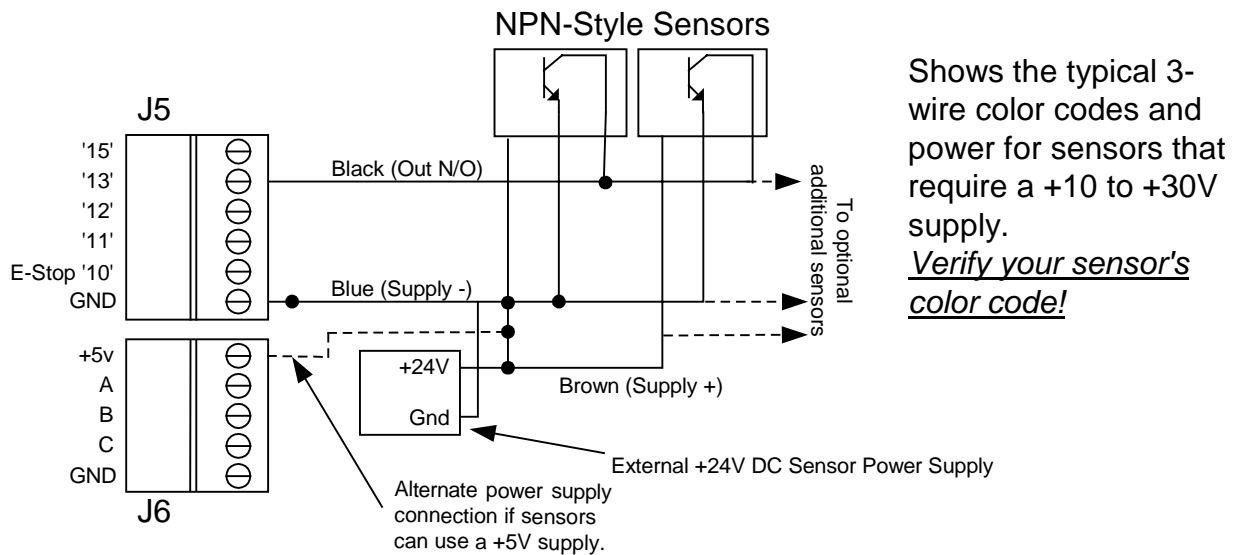 NPN-Style Sensors
J5
'15'
'13'
'12'
'11'
E-Stop '10'
GND
Black (Out N/O)
Blue (Supply -)
To optional
additional sensors
+5v
A
B
C
GND
J6
+24V
Gnd
Brown (Supply +)
External +24V DC Sensor Power Supply
Alternate power supply
connection if sensors
can use a +5V supply.
Shows the typical 3-
wire color codes and
power for sensors that
require a +10 to +30V
supply.
Verify your sensor's
color code!